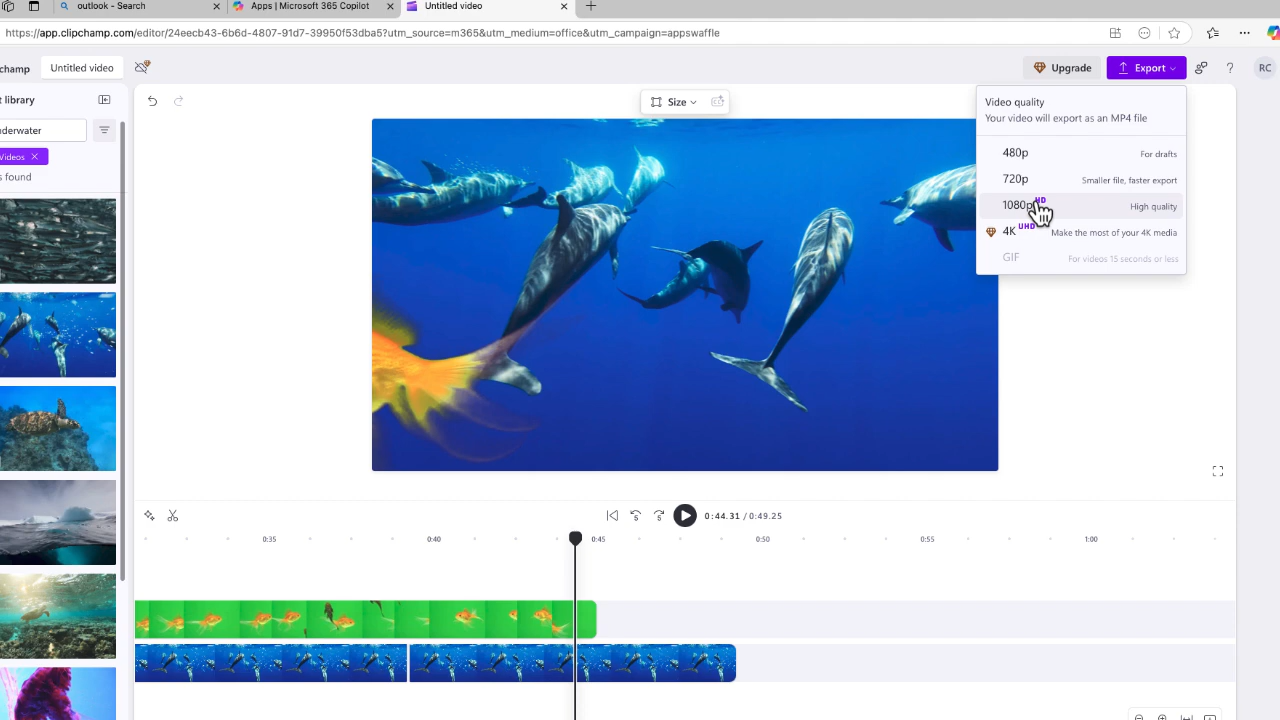 outlook - Search
Apps | Microsoft 365 Copilot
Untitled video
https://app.clipchamp.com/editor/24eecb43-6b6d-4807-91d7-39950f53dba5?utm_source=m365&utm_medium=office&utm_campaign=appswaffle
champ
Untitled video
Upgrade
Export
RC
t library
Size
Video quality
Your video will export as an MP4 file
nderwater
Videos
s found
480p
For drafts
720p
Smaller file, faster export
1080p HD
High quality
4K UHD
Make the most of your 4K media
GIF
For videos 15 seconds or less
5
5
0:44.31 / 0:49.25
0:35
0:40
0:45
0:50
0:55
1:00